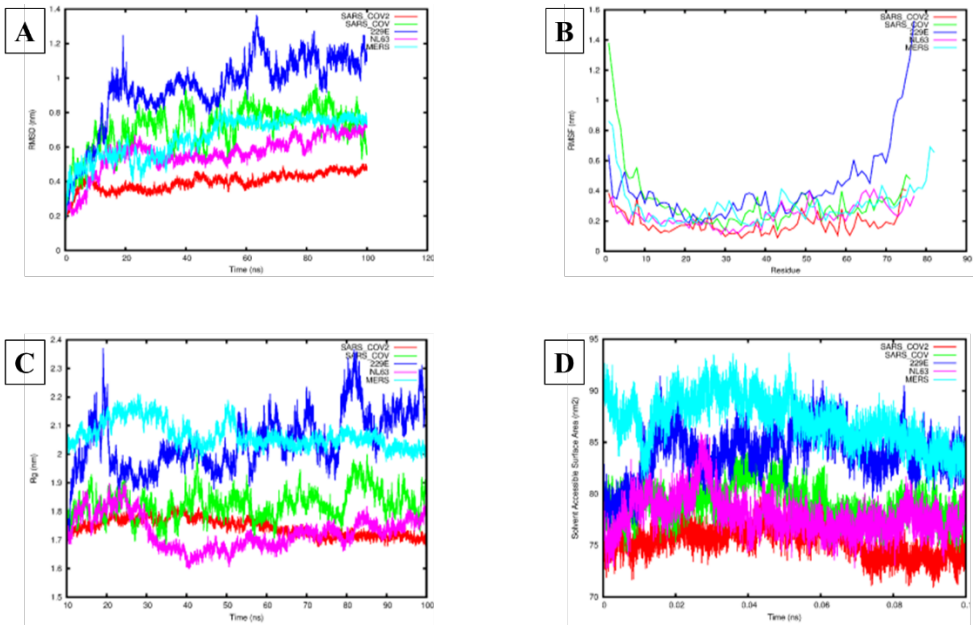 A
SARS_COV2
SARS_COV
229E
NL63
MERS
1.4
1.2
1
0.8
0.6
0.4
0.2
0
RMSD (nm)
0 20 40 60 80 100 120
Time (ns)
B
SARS_COV2
SARS_COV
229E
NL63
MERS
1.6
1.4
1.2
1
0.8
0.6
0.4
0.2
0
RMSF (nm)
0 10 20 30 40 50 60 70 80 90
Residue
C
SARS_COV2
SARS_COV
229E
NL63
MERS
2.4
2.3
2.2
2.1
2
1.9
1.8
1.7
1.6
1.5
Rg (nm)
10 20 30 40 50 60 70 80 90 100
Time (ns)
D
SARS_COV2
SARS_COV
229E
NL63
MERS
95
90
85
80
75
70
Solvent Accessible Surface Area (nm2)
0 0.02 0.04 0.06 0.08 0.1
Time (ns)